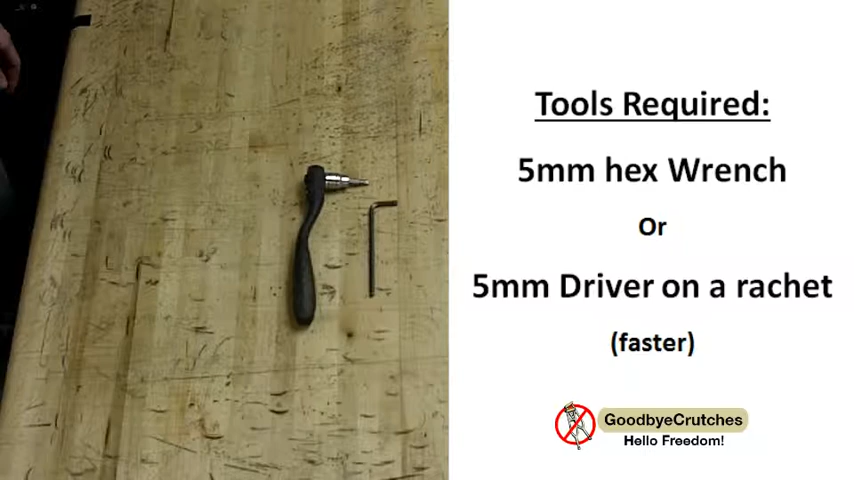 Tools Required:
5mm hex Wrench
Or
5mm Driver on a rachet
(faster)
GoodbyeCrutches
Hello Freedom!